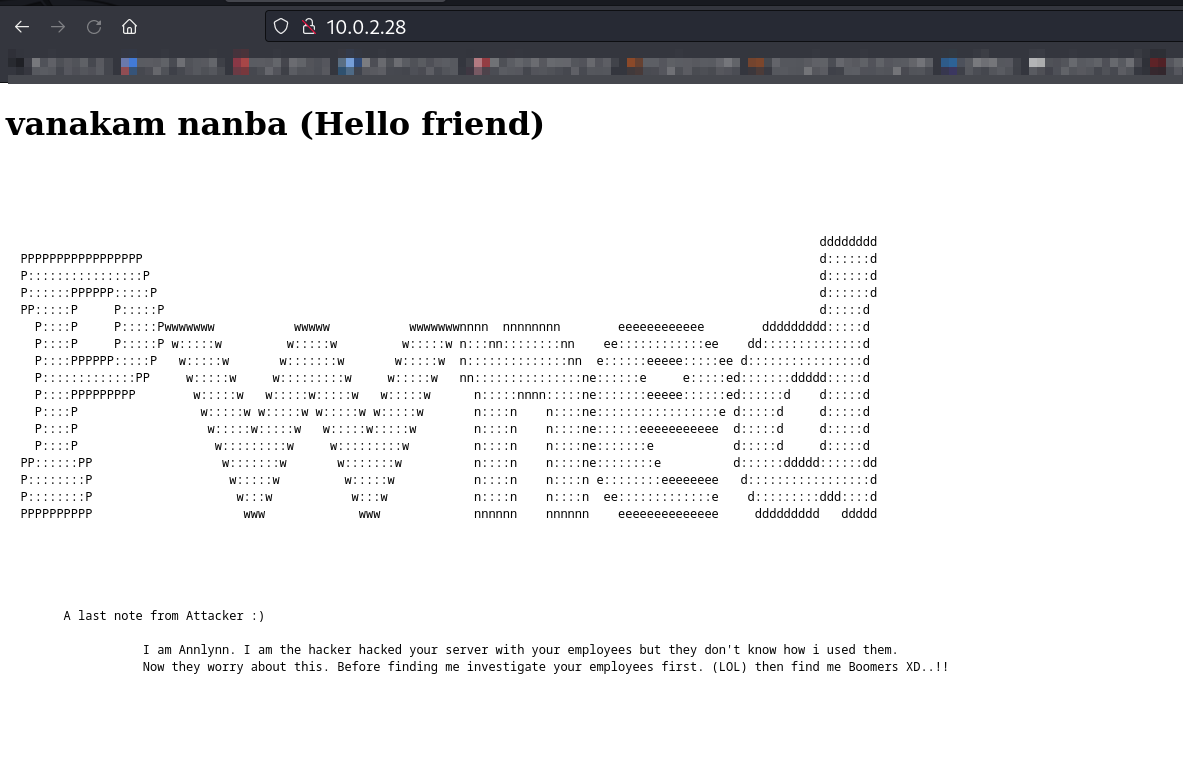 10.0.2.28
vanakam nanba (Hello friend)
                                                                                                               dddddddd
PPPPPPPPPPPPPPPPP                                                                                              d::::::d
P::::::::::::::::P                                                                                             d::::::d
P::::::PPPPPP:::::P                                                                                            d::::::d
PP:::::P     P:::::P                                                                                           d:::::d
  P::::P     P:::::Pwwwwwww           wwwww           wwwwwwwnnnn  nnnnnnnn        eeeeeeeeeeee        ddddddddd:::::d
  P::::P     P:::::P w:::::w         w:::::w         w:::::w n:::nn::::::::nn    ee::::::::::::ee    dd::::::::::::::d
  P::::PPPPPP:::::P   w:::::w       w:::::::w       w:::::w  n::::::::::::::nn  e::::::eeeee:::::ee d::::::::::::::::d
  P:::::::::::::PP     w:::::w     w:::::::::w     w:::::w   nn:::::::::::::::ne::::::e     e:::::ed:::::::ddddd:::::d
  P::::PPPPPPPPP        w:::::w   w:::::w:::::w   w:::::w      n:::::nnnn:::::ne:::::::eeeee::::::ed::::::d    d:::::d
  P::::P                 w:::::w w:::::w w:::::w w:::::w       n::::n    n::::ne:::::::::::::::::e d:::::d     d:::::d
  P::::P                  w:::::w:::::w   w:::::w:::::w        n::::n    n::::ne::::::eeeeeeeeeee  d:::::d     d:::::d
  P::::P                   w:::::::::w     w:::::::::w         n::::n    n::::ne:::::::e           d:::::d     d:::::d
PP::::::PP                  w:::::::w       w:::::::w          n::::n    n::::ne::::::::e          d::::::ddddd::::::dd
P::::::::P                   w:::::w         w:::::w           n::::n    n::::n e::::::::eeeeeeee   d:::::::::::::::::d
P::::::::P                    w:::w           w:::w            n::::n    n::::n  ee:::::::::::::e    d:::::::::ddd::::d
PPPPPPPPPP                     www             www             nnnnnn    nnnnnn    eeeeeeeeeeeeee     ddddddddd   ddddd
A last note from Attacker :)
I am Annlynn. I am the hacker hacked your server with your employees but they don't know how i used them.
Now they worry about this. Before finding me investigate your employees first. (LOL) then find me Boomers XD..!!